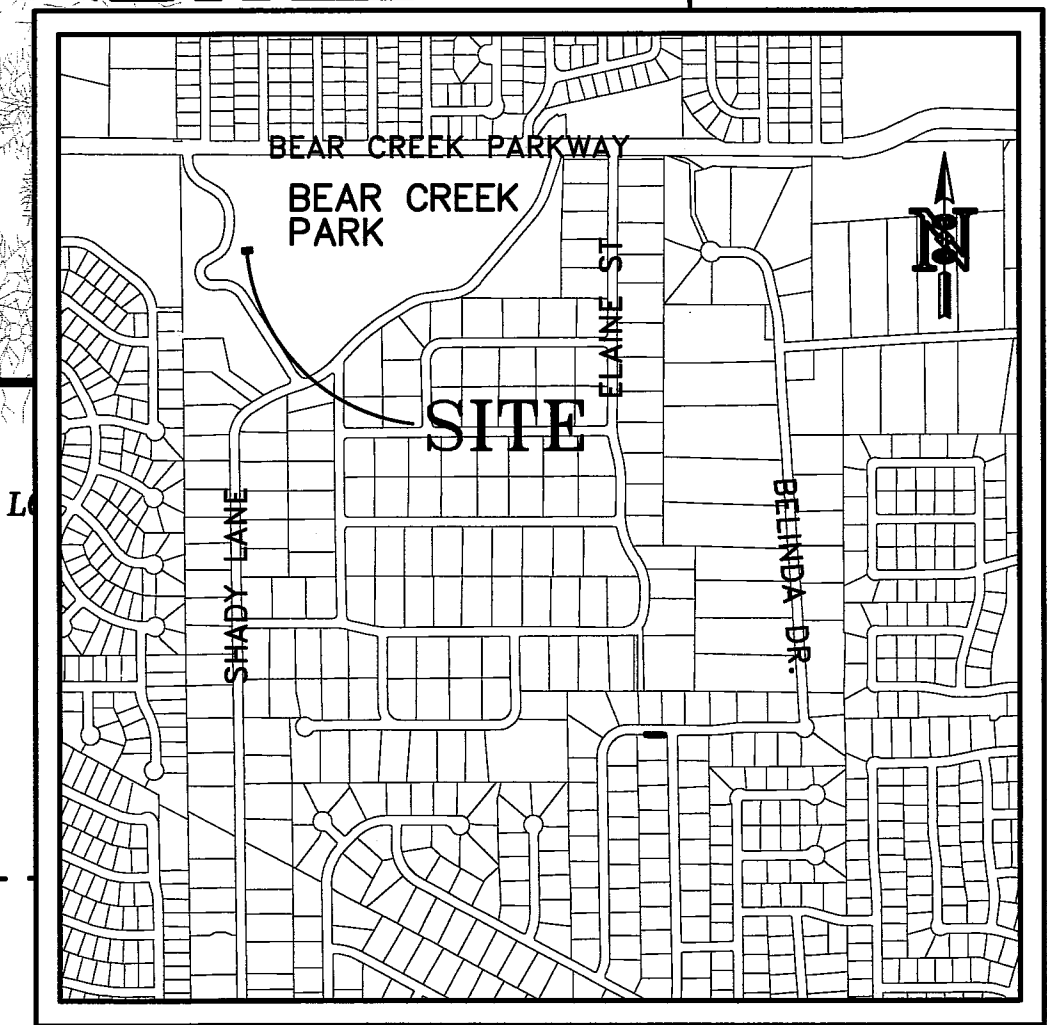 BEAR CREEK PARKWAY
BEAR CREEK
PARK
N
ELAINE ST
SITE
SHADY LANE
BELINDA DR.